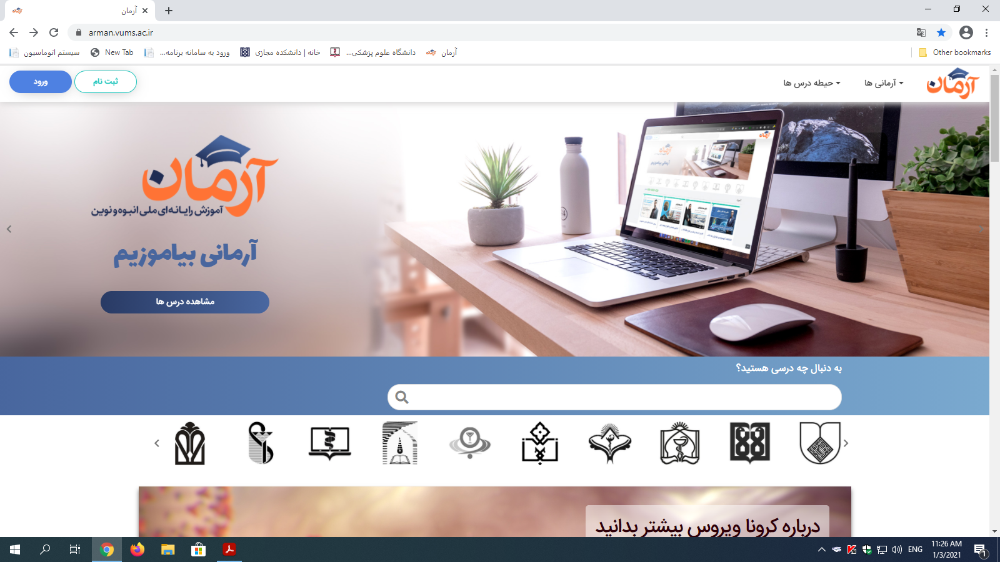 آرمان
arman.vums.ac.ir
سیستم اتوماسیون
New Tab
ورود به سامانه برنامه...
خانه | دانشکده مجازی
دانشگاه علوم پزشکی...
آرمان
Other bookmarks
ورود
ثبت نام
حیطه درس ها
آرمانی ها
آرمان
آرمان
آموزش رایانه‌ای ملی انبوه و نوین
آرمانی بیاموزیم
مشاهده درس ها
به دنبال چه درسی هستید؟
درباره کرونا ویروس بیشتر بدانید
ENG
11:26 AM
1/3/2021
1